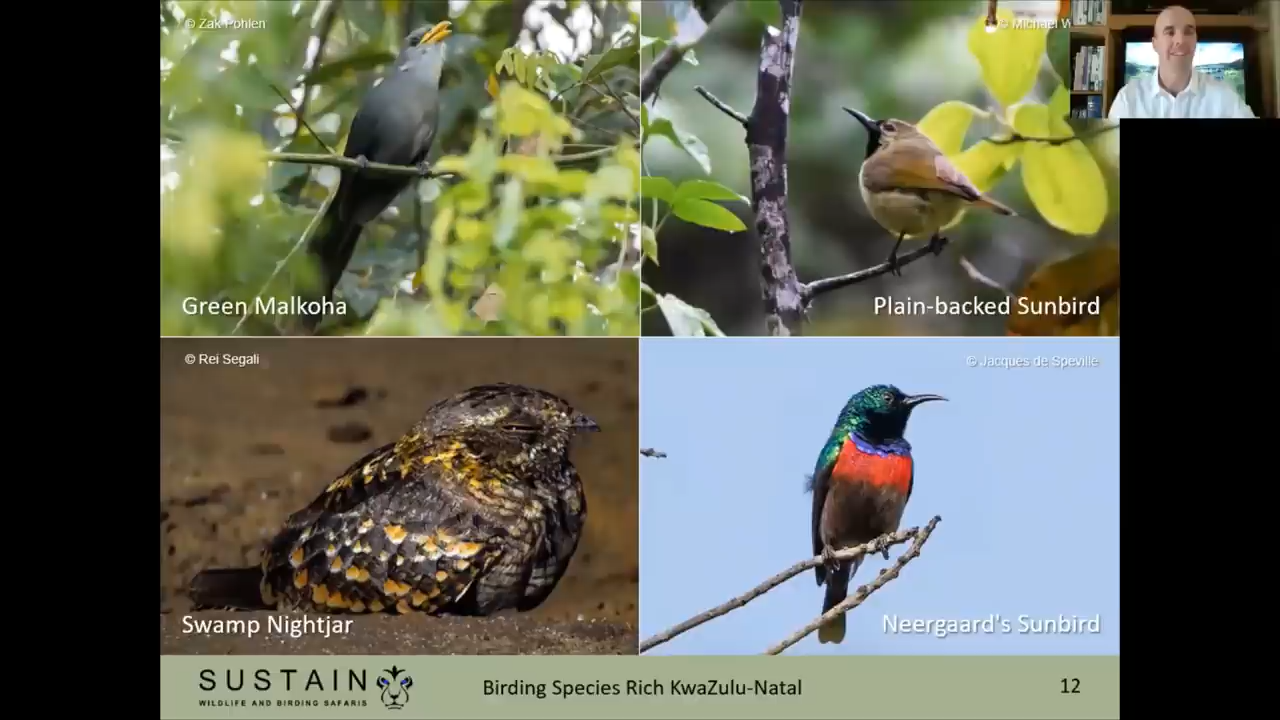 © Zak Pohlen
© Michael W
Green Malkoha
Plain-backed Sunbird
© Rei Segali
© Jacques de Speville
Swamp Nightjar
Neergaard's Sunbird
SUSTAIN
WILDLIFE AND BIRDING SAFARIS
Birding Species Rich KwaZulu-Natal
12